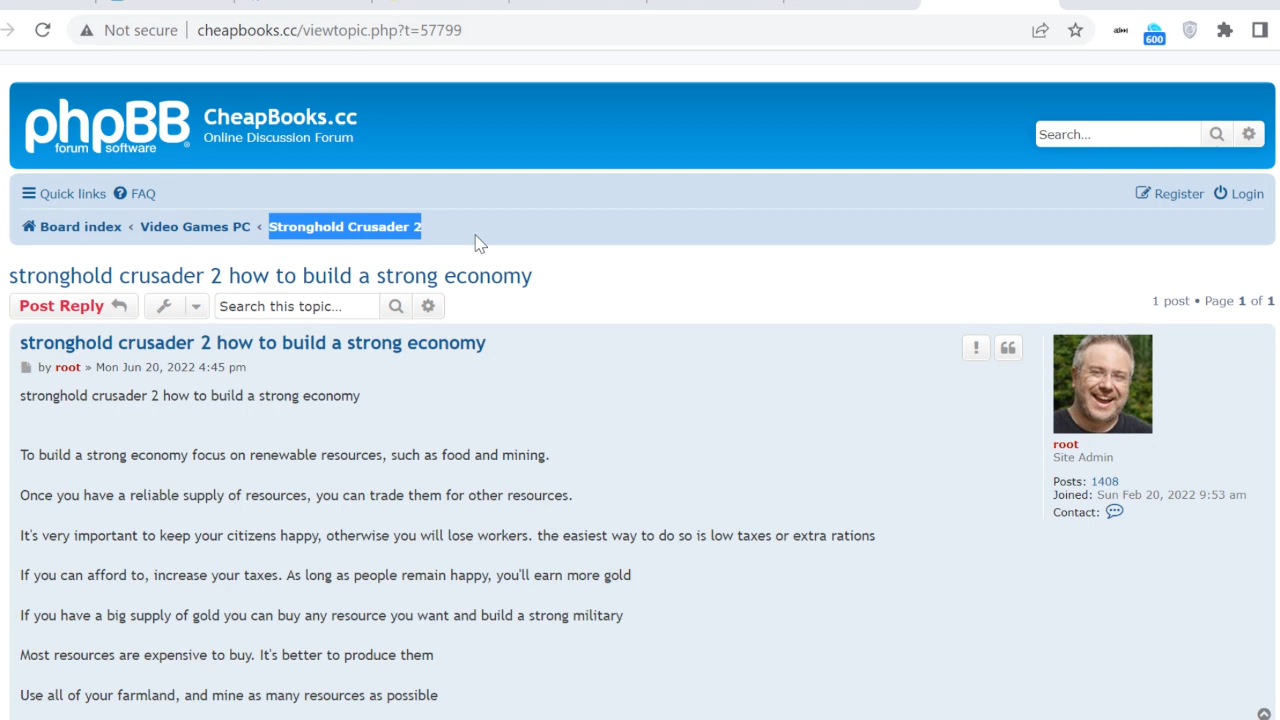 Not secure | cheapbooks.cc/viewtopic.php?t=57799
600
phpBB forum software ®
CheapBooks.cc
Online Discussion Forum
Search...
Quick links FAQ
Register Login
Board index ‹ Video Games PC ‹ Stronghold Crusader 2
stronghold crusader 2 how to build a strong economy
Post Reply Search this topic...
1 post • Page 1 of 1
stronghold crusader 2 how to build a strong economy
by root » Mon Jun 20, 2022 4:45 pm
stronghold crusader 2 how to build a strong economy
To build a strong economy focus on renewable resources, such as food and mining.
Once you have a reliable supply of resources, you can trade them for other resources.
It's very important to keep your citizens happy, otherwise you will lose workers. the easiest way to do so is low taxes or extra rations
If you can afford to, increase your taxes. As long as people remain happy, you'll earn more gold
If you have a big supply of gold you can buy any resource you want and build a strong military
Most resources are expensive to buy. It's better to produce them
Use all of your farmland, and mine as many resources as possible
root
Site Admin
Posts: 1408
Joined: Sun Feb 20, 2022 9:53 am
Contact: